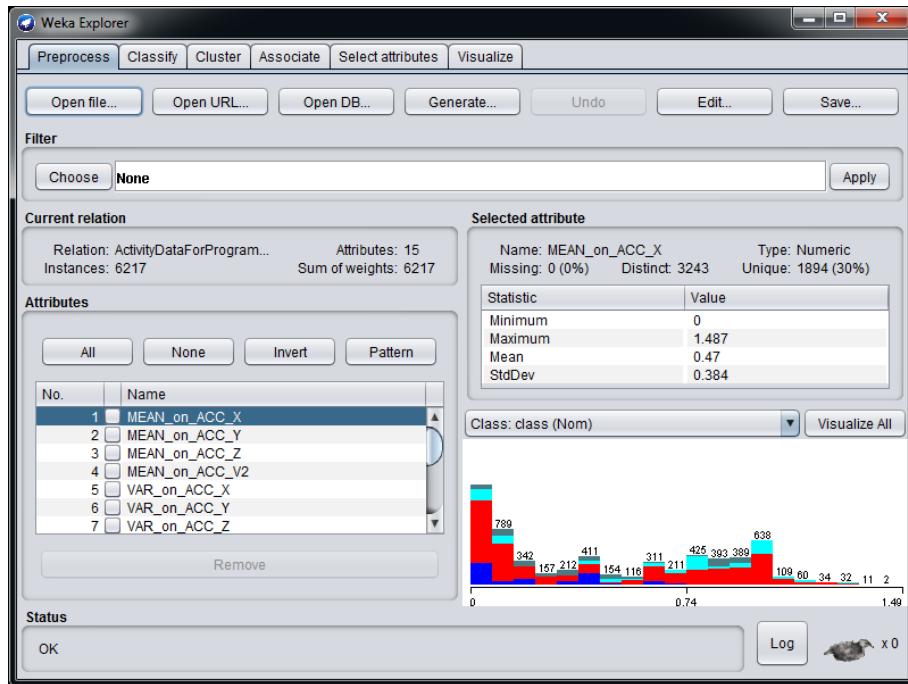 Weka Explorer
Preprocess Classify Cluster Associate Select attributes Visualize
Open file... Open URL... Open DB... Generate... Undo Edit... Save...
Filter
Choose None Apply
Current relation
Relation: ActivityDataForProgram... Attributes: 15
Instances: 6217 Sum of weights: 6217
Attributes
All None Invert Pattern
No. Name
1 MEAN_on_ACC_X
2 MEAN_on_ACC_Y
3 MEAN_on_ACC_Z
4 MEAN_on_ACC_V2
5 VAR_on_ACC_X
6 VAR_on_ACC_Y
7 VAR_on_ACC_Z
Remove
Selected attribute
Name: MEAN_on_ACC_X Type: Numeric
Missing: 0 (0%) Distinct: 3243 Unique: 1894 (30%)
Statistic Value
Minimum 0
Maximum 1.487
Mean 0.47
StdDev 0.384
Class: class (Nom) Visualize All
789 342 157 212 411 154 116 311 211 425 393 389 638 109 60 34 32 11 2
0 0.74 1.49
Status
OK Log x 0